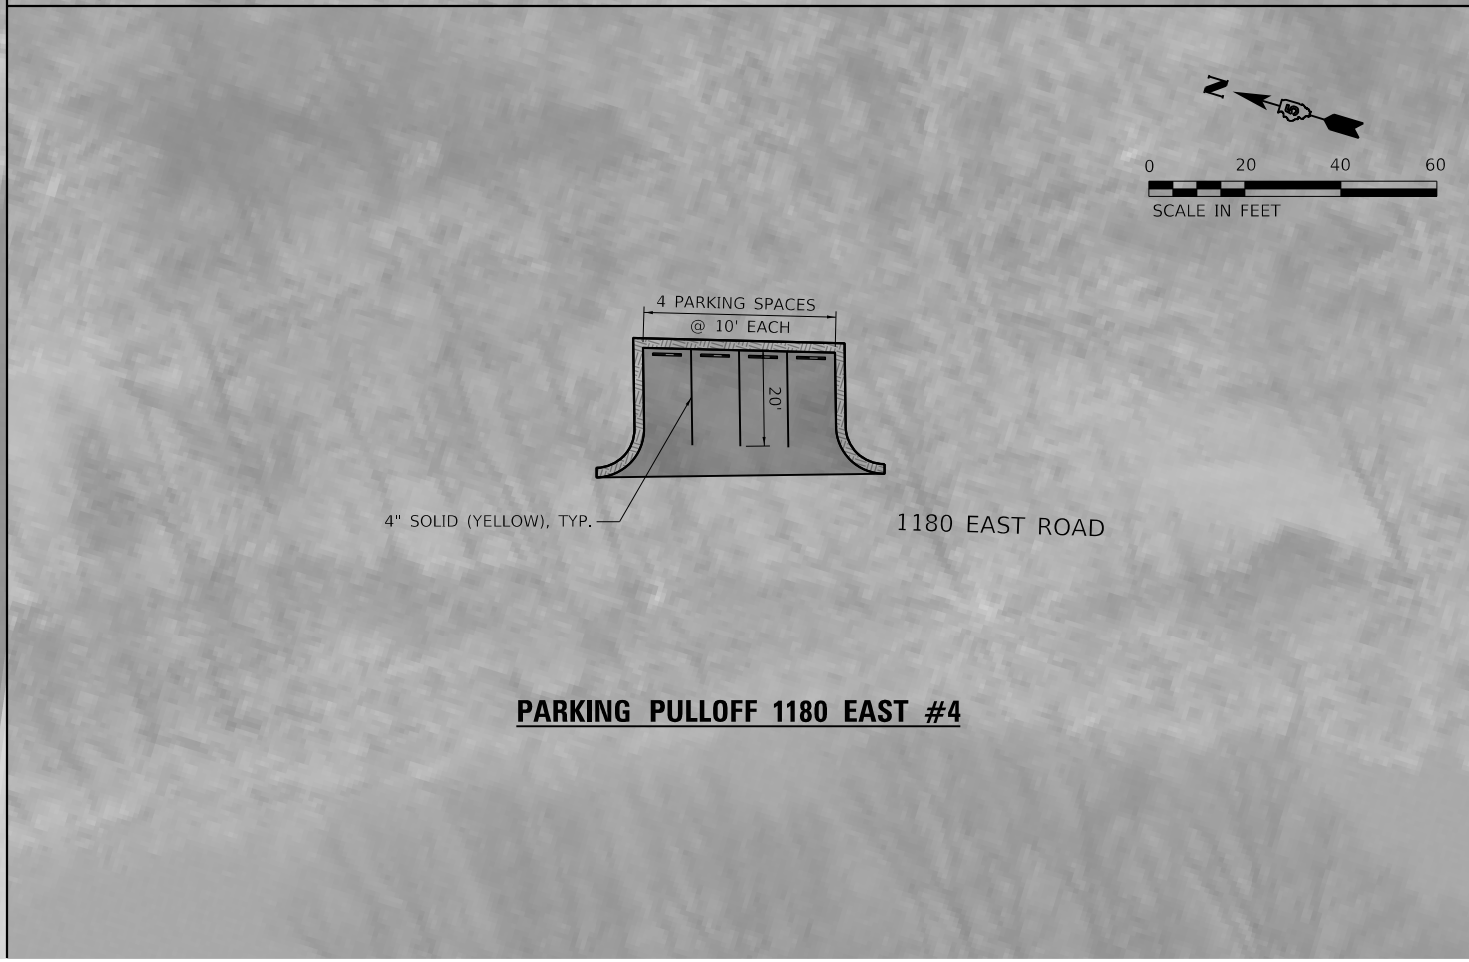 N
5
0 20 40 60
SCALE IN FEET
4 PARKING SPACES
@ 10' EACH
20'
4" SOLID (YELLOW), TYP.
1180 EAST ROAD
PARKING PULLOFF 1180 EAST #4